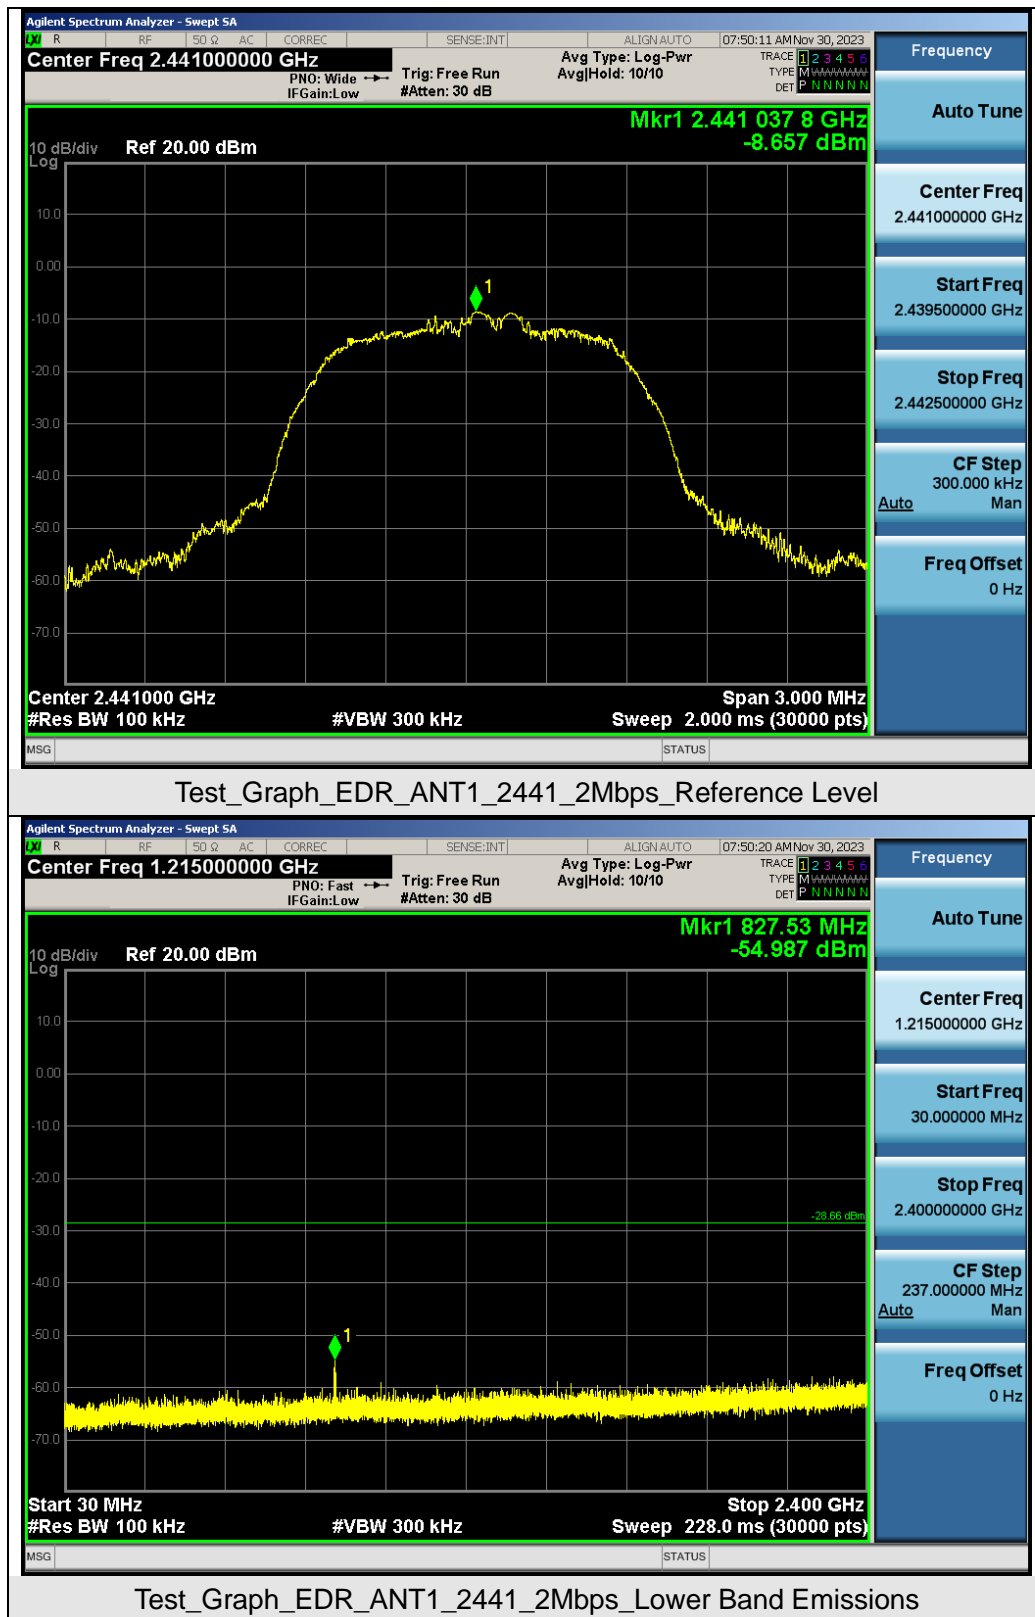 Agilent Spectrum Analyzer - Swept SA
LXI R RF 50 Ω AC CORREC SENSE:INT ALIGN AUTO 07:50:11 AM Nov 30, 2023
Center Freq 2.441000000 GHz
PNO: Wide
IFGain:Low
Trig: Free Run
#Atten: 30 dB
Avg Type: Log-Pwr
Avg|Hold: 10/10
TRACE 1 2 3 4 5 6
TYPE M
DET P N N N N N
Mkr1 2.441 037 8 GHz
-8.657 dBm
10 dB/div Ref 20.00 dBm
Log
10.0
0.00
-10.0
-20.0
-30.0
-40.0
-50.0
-60.0
-70.0
1
Center 2.441000 GHz Span 3.000 MHz
#Res BW 100 kHz #VBW 300 kHz Sweep 2.000 ms (30000 pts)
MSG STATUS
Frequency
Auto Tune
Center Freq
2.441000000 GHz
Start Freq
2.439500000 GHz
Stop Freq
2.442500000 GHz
CF Step
300.000 kHz
Auto Man
Freq Offset
0 Hz
Test_Graph_EDR_ANT1_2441_2Mbps_Reference Level
Agilent Spectrum Analyzer - Swept SA
LXI R RF 50 Ω AC CORREC SENSE:INT ALIGN AUTO 07:50:20 AM Nov 30, 2023
Center Freq 1.215000000 GHz
PNO: Fast
IFGain:Low
Trig: Free Run
#Atten: 30 dB
Avg Type: Log-Pwr
Avg|Hold: 10/10
TRACE 1 2 3 4 5 6
TYPE M
DET P N N N N N
Mkr1 827.53 MHz
-54.987 dBm
10 dB/div Ref 20.00 dBm
Log
10.0
0.00
-10.0
-20.0
-30.0
-40.0
-50.0
-60.0
-70.0
-28.66 dBm
1
Start 30 MHz Stop 2.400 GHz
#Res BW 100 kHz #VBW 300 kHz Sweep 228.0 ms (30000 pts)
MSG STATUS
Frequency
Auto Tune
Center Freq
1.215000000 GHz
Start Freq
30.000000 MHz
Stop Freq
2.400000000 GHz
CF Step
237.000000 MHz
Auto Man
Freq Offset
0 Hz
Test_Graph_EDR_ANT1_2441_2Mbps_Lower Band Emissions